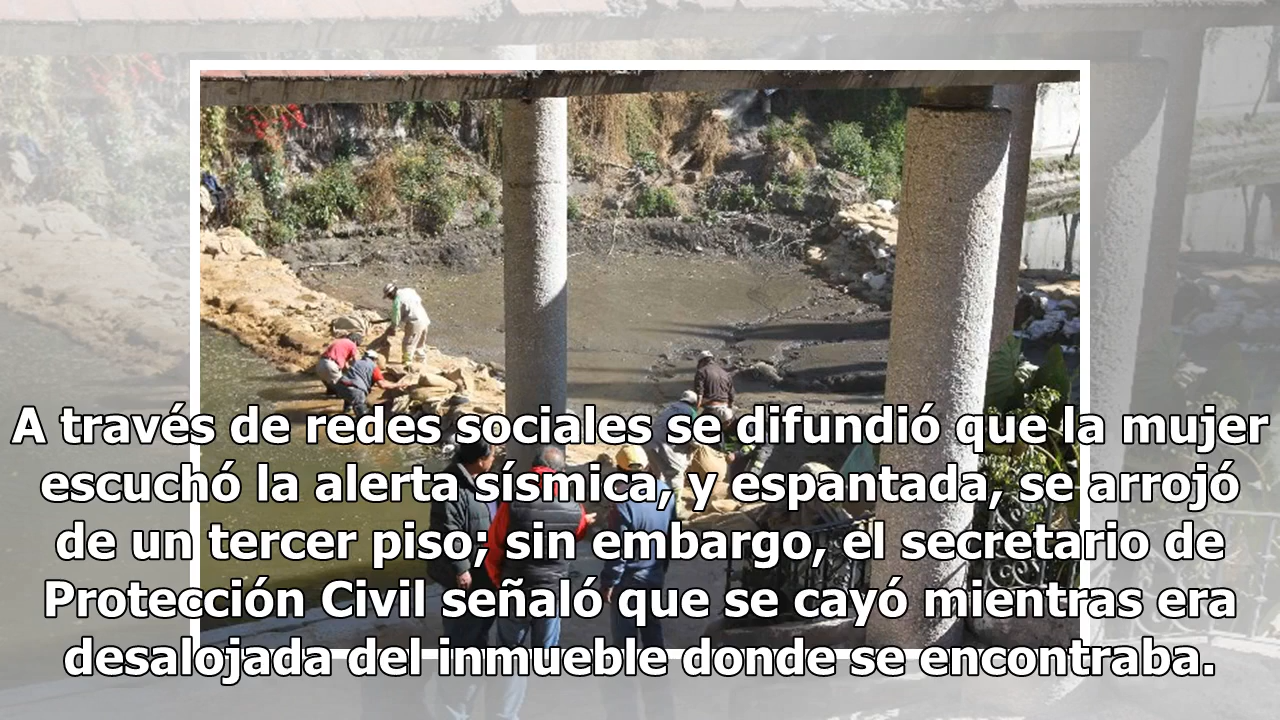 A través de redes sociales se difundió que la mujer
escuchó la alerta sísmica, y espantada, se arrojó
de un tercer piso; sin embargo, el secretario de
Protección Civil señaló que se cayó mientras era
desalojada del inmueble donde se encontraba.